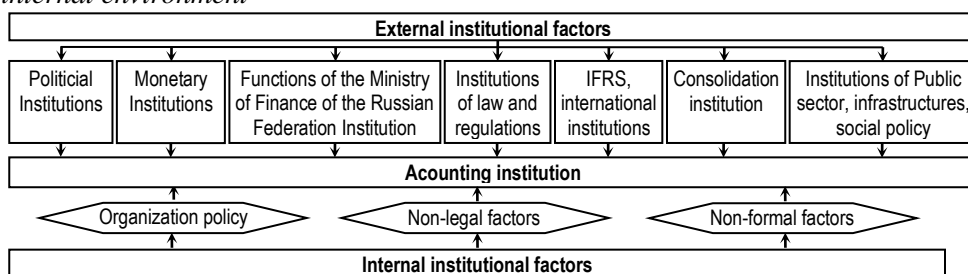 internal environment
External institutional factors
Politicial
Institutions
Monetary
Institutions
Functions of the Ministry
of Finance of the Russian
Federation Institution
Institutions
of law and
regulations
IFRS,
international
institutions
Consolidation
institution
Institutions of Public
sector, infrastructures,
social policy
Acounting institution
Organization policy
Non-legal factors
Non-formal factors
Internal institutional factors